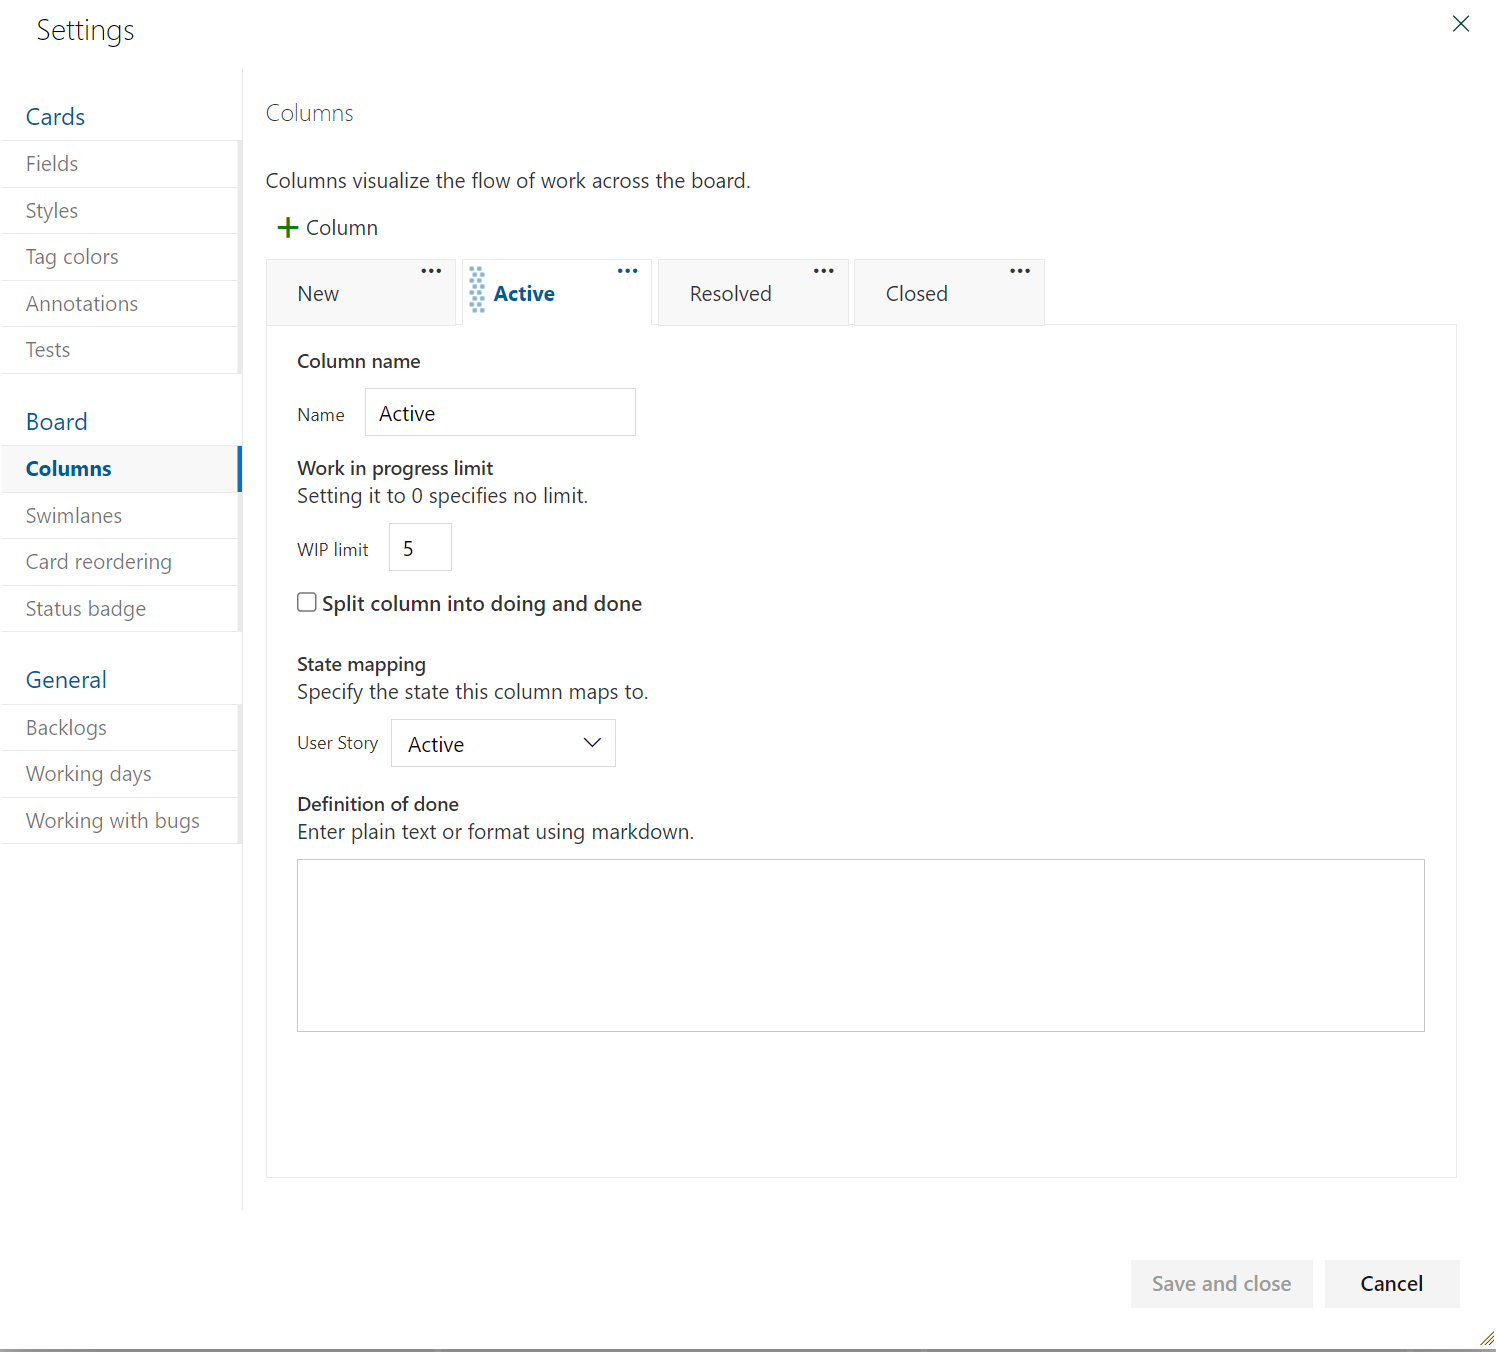 Settings
Cards
Fields
Styles
Tag colors
Annotations
Tests
Board
Columns
Swimlanes
Card reordering
Status badge
General
Backlogs
Working days
Working with bugs
Columns
Columns visualize the flow of work across the board.
Column
New
Active
Resolved
Closed
Column name
Name Active
Work in progress limit
Setting it to 0 specifies no limit.
WIP limit 5
Split column into doing and done
State mapping
Specify the state this column maps to.
User Story Active
Definition of done
Enter plain text or format using markdown.
Save and close
Cancel